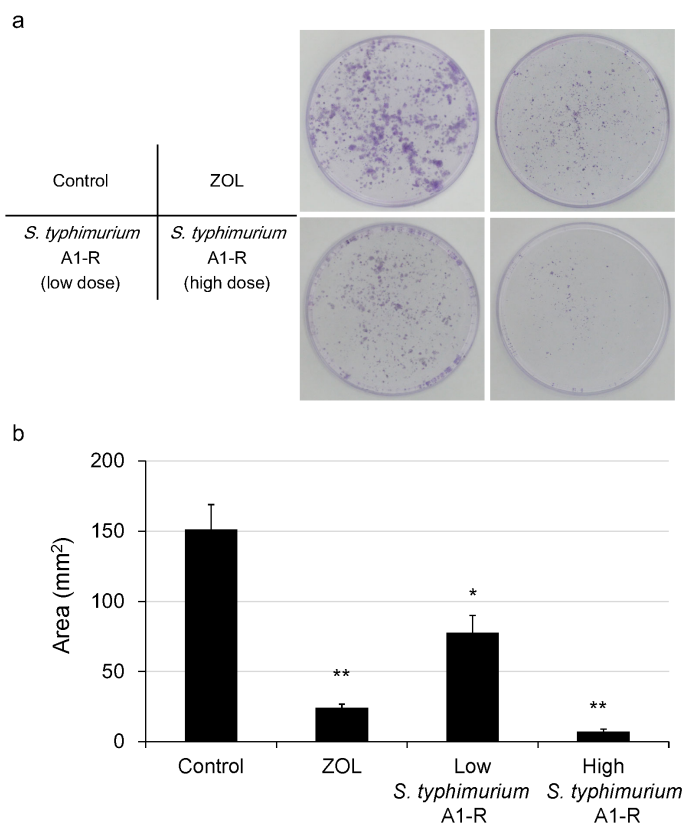 a
Control ZOL
S. typhimurium S. typhimurium
A1-R A1-R
(low dose) (high dose)
b
200
150
100
50
0
Area (mm²)
*
**
**
Control ZOL Low High
S. typhimurium S. typhimurium
A1-R A1-R